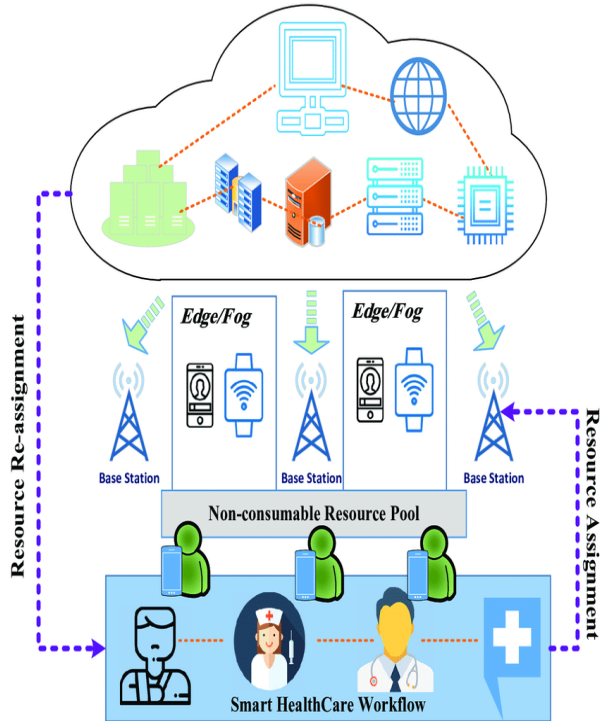 Edge/Fog
Edge/Fog
Base Station
Base Station
Base Station
Non-consumable Resource Pool
Smart HealthCare Workflow
Resource Re-assignment
Resource Assignment